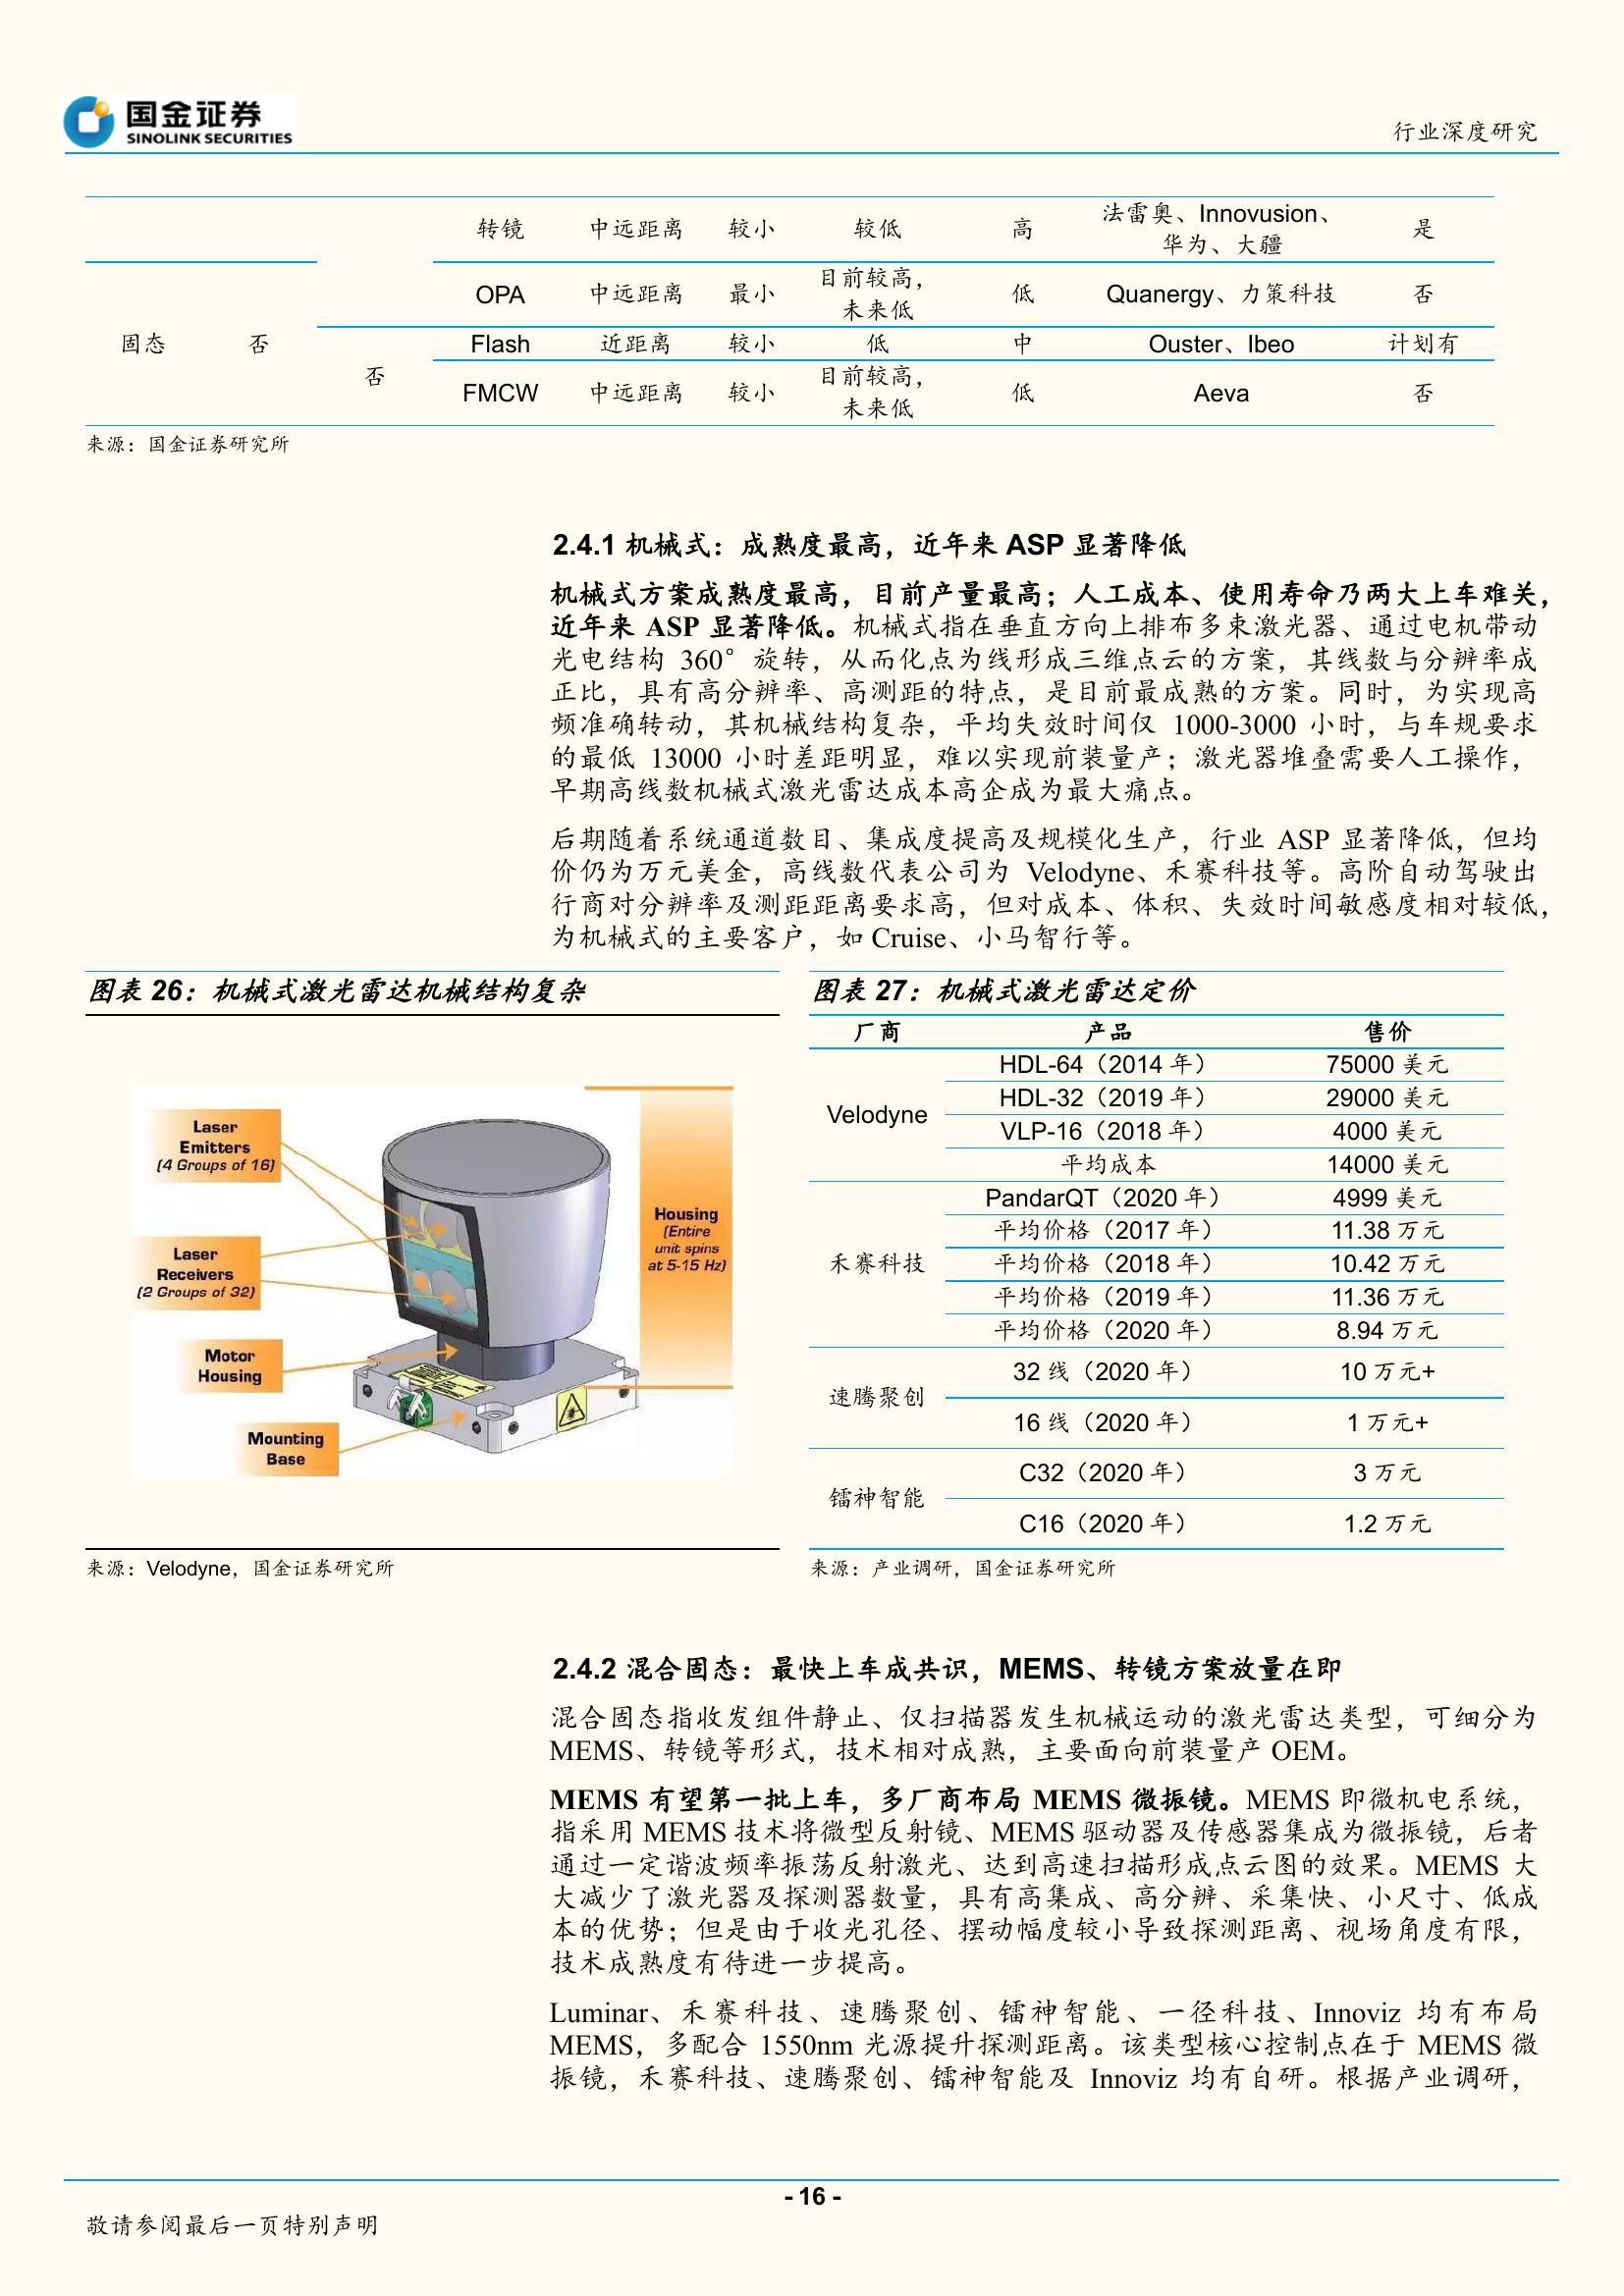 国金证券
SINOLINK SECURITIES
行业深度研究
转镜 中远距离 较小 较低 高 法雷奥、Innovusion、华为、大疆 是
固态 否 OPA 中远距离 最小 目前较高，未来低 低 Quanergy、力策科技 否
否 Flash 近距离 较小 低 中 Ouster、Ibeo 计划有
FMCW 中远距离 较小 目前较高，未来低 低 Aeva 否
来源：国金证券研究所
2.4.1 机械式：成熟度最高，近年来 ASP 显著降低
机械式方案成熟度最高，目前产量最高；人工成本、使用寿命乃两大上车难关，
近年来 ASP 显著降低。机械式指在垂直方向上排布多束激光器、通过电机带动
光电结构 360°旋转，从而化点为线形成三维点云的方案，其线数与分辨率成
正比，具有高分辨率、高测距的特点，是目前最成熟的方案。同时，为实现高
频准确转动，其机械结构复杂，平均失效时间仅 1000-3000 小时，与车规要求
的最低 13000 小时差距明显，难以实现前装量产；激光器堆叠需要人工操作，
早期高线数机械式激光雷达成本高企成为最大痛点。
后期随着系统通道数目、集成度提高及规模化生产，行业 ASP 显著降低，但均
价仍为万元美金，高线数代表公司为 Velodyne、禾赛科技等。高阶自动驾驶出
行商对分辨率及测距距离要求高，但对成本、体积、失效时间敏感度相对较低，
为机械式的主要客户，如 Cruise、小马智行等。
图表 26：机械式激光雷达机械结构复杂
Laser
Emitters
(4 Groups of 16)
Laser
Receivers
(2 Groups of 32)
Motor
Housing
Mounting
Base
Housing
(Entire
unit spins
at 5-15 Hz)
来源：Velodyne，国金证券研究所
图表 27：机械式激光雷达定价
厂商 产品 售价
Velodyne HDL-64（2014 年） 75000 美元
HDL-32（2019 年） 29000 美元
VLP-16（2018 年） 4000 美元
平均成本 14000 美元
禾赛科技 PandarQT（2020 年） 4999 美元
平均价格（2017 年） 11.38 万元
平均价格（2018 年） 10.42 万元
平均价格（2019 年） 11.36 万元
平均价格（2020 年） 8.94 万元
速腾聚创 32 线（2020 年） 10 万元+
16 线（2020 年） 1 万元+
镭神智能 C32（2020 年） 3 万元
C16（2020 年） 1.2 万元
来源：产业调研，国金证券研究所
2.4.2 混合固态：最快上车成共识，MEMS、转镜方案放量在即
混合固态指收发组件静止、仅扫描器发生机械运动的激光雷达类型，可细分为
MEMS、转镜等形式，技术相对成熟，主要面向前装量产 OEM。
MEMS 有望第一批上车，多厂商布局 MEMS 微振镜。MEMS 即微机电系统，
指采用 MEMS 技术将微型反射镜、MEMS 驱动器及传感器集成为微振镜，后者
通过一定谐波频率振荡反射激光、达到高速扫描形成点云图的效果。MEMS 大
大减少了激光器及探测器数量，具有高集成、高分辨、采集快、小尺寸、低成
本的优势；但是由于收光孔径、摆动幅度较小导致探测距离、视场角度有限，
技术成熟度有待进一步提高。
Luminar、禾赛科技、速腾聚创、镭神智能、一径科技、Innoviz 均有布局
MEMS，多配合 1550nm 光源提升探测距离。该类型核心控制点在于 MEMS 微
振镜，禾赛科技、速腾聚创、镭神智能及 Innoviz 均有自研。根据产业调研，
- 16 -
敬请参阅最后一页特别声明